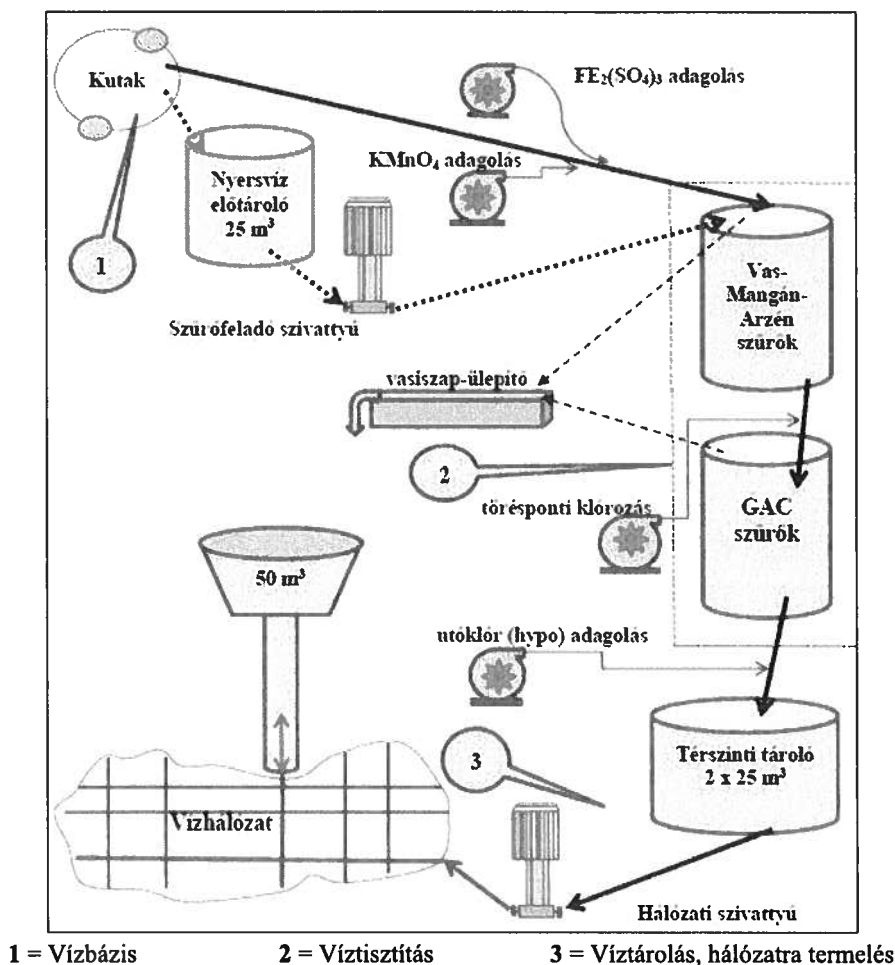 Kutak
FE₂(SO₄)₃ adagolás
KMnO₄ adagolás
Nyersvíz
előtároló
25 m³
1
Szűrőfeladó szivattyú
Vas-
Mangán-
Arzén
szűrők
vasiszap-ülepítő
2
törésponti klórozás
GAC
szűrők
50 m³
utóklór (hypo) adagolás
3
Térszinti tároló
2 x 25 m³
Vízhálózat
Hálózati szivattyú
1 = Vízbázis 2 = Víztisztítás 3 = Víztárolás, hálózatra termelés